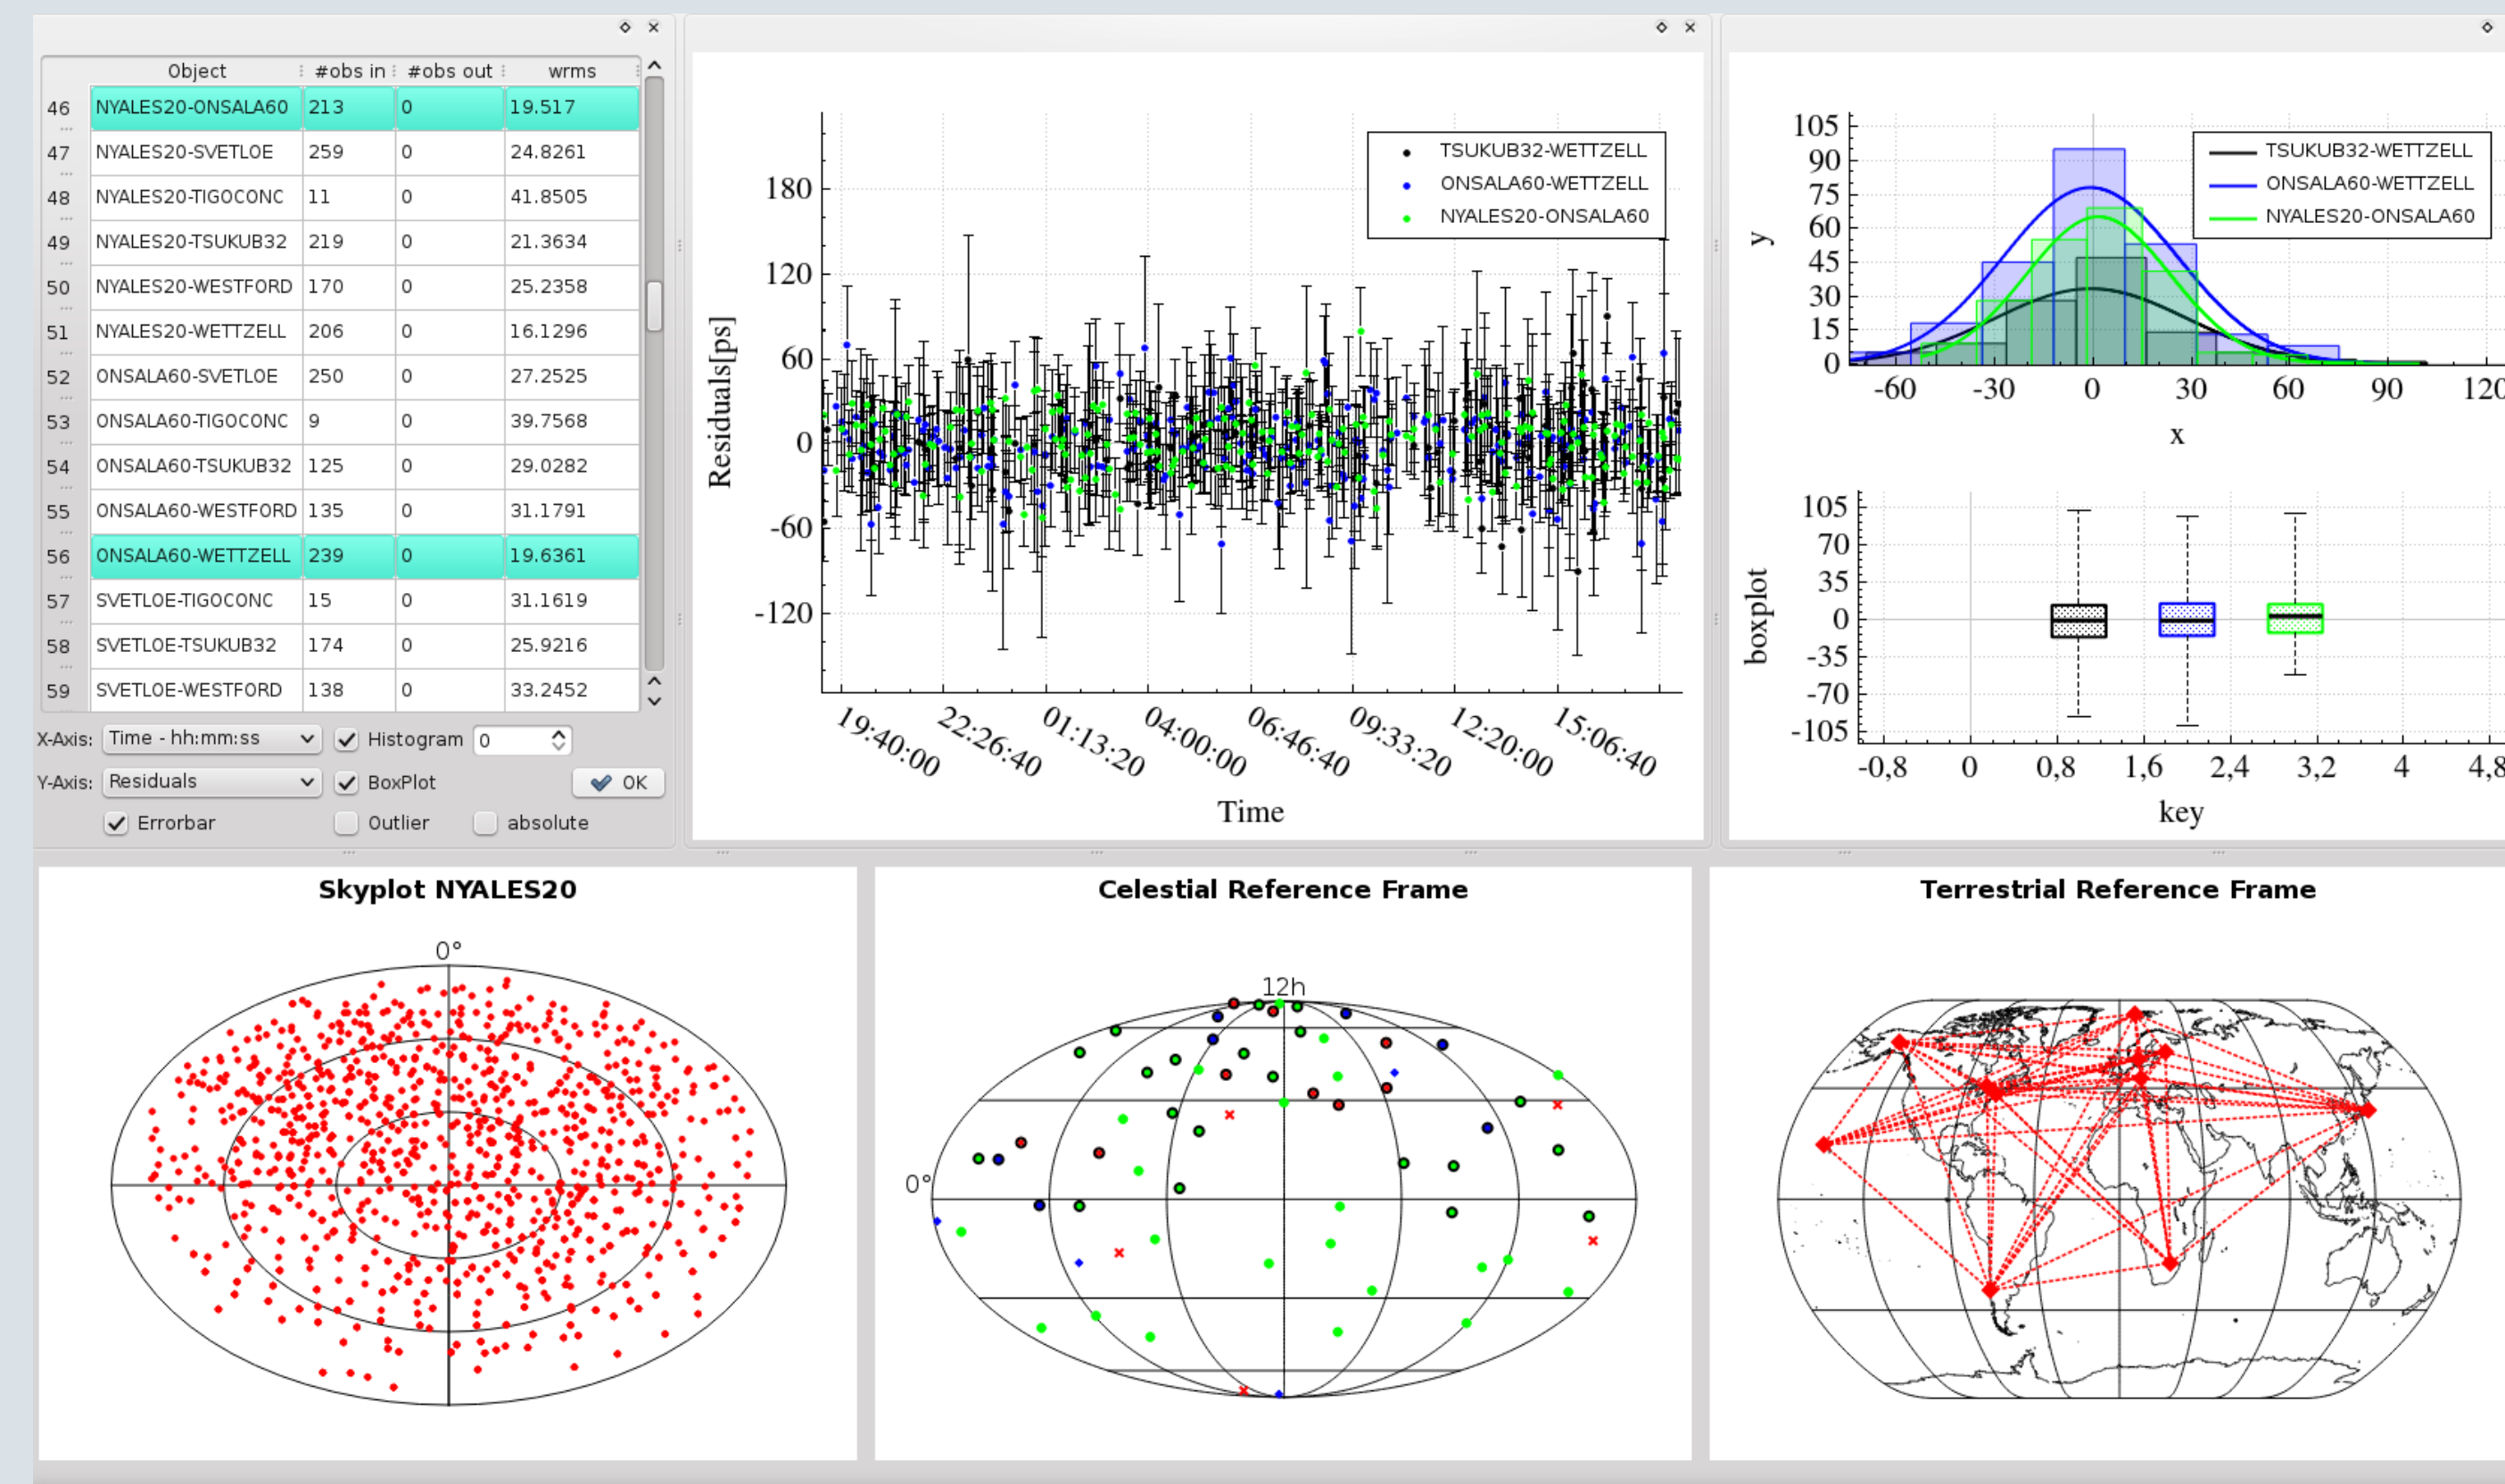 Object #obs in #obs out wrms
46 NYALES20-ONSALA60 213 0 19.517
47 NYALES20-SVETLOE 259 0 24.8261
48 NYALES20-TIGOCONC 11 0 41.8505
49 NYALES20-TSUKUB32 219 0 21.3634
50 NYALES20-WESTFORD 170 0 25.2358
51 NYALES20-WETTZELL 206 0 16.1296
52 ONSALA60-SVETLOE 250 0 27.2525
53 ONSALA60-TIGOCONC 9 0 39.7568
54 ONSALA60-TSUKUB32 125 0 29.0282
55 ONSALA60-WESTFORD 135 0 31.1791
56 ONSALA60-WETTZELL 239 0 19.6361
57 SVETLOE-TIGOCONC 15 0 31.1619
58 SVETLOE-TSUKUB32 174 0 25.9216
59 SVETLOE-WESTFORD 138 0 33.2452
X-Axis: Time - hh:mm:ss Histogram 0
Y-Axis: Residuals BoxPlot OK
Errorbar Outlier absolute
TSUKUB32-WETTZELL
ONSALA60-WETTZELL
NYALES20-ONSALA60
180
120
60
0
-60
-120
Residuals[ps]
19:40:00 22:26:40 01:13:20 04:00:00 06:46:40 09:33:20 12:20:00 15:06:40
Time
TSUKUB32-WETTZELL
ONSALA60-WETTZELL
NYALES20-ONSALA60
105
90
75
60
45
30
15
0
y
-60 -30 0 30 60 90 120
x
105
70
35
0
-35
-70
-105
boxplot
-0,8 0 0,8 1,6 2,4 3,2 4 4,8
key
Skyplot NYALES20
0°
Celestial Reference Frame
12h
0°
Terrestrial Reference Frame